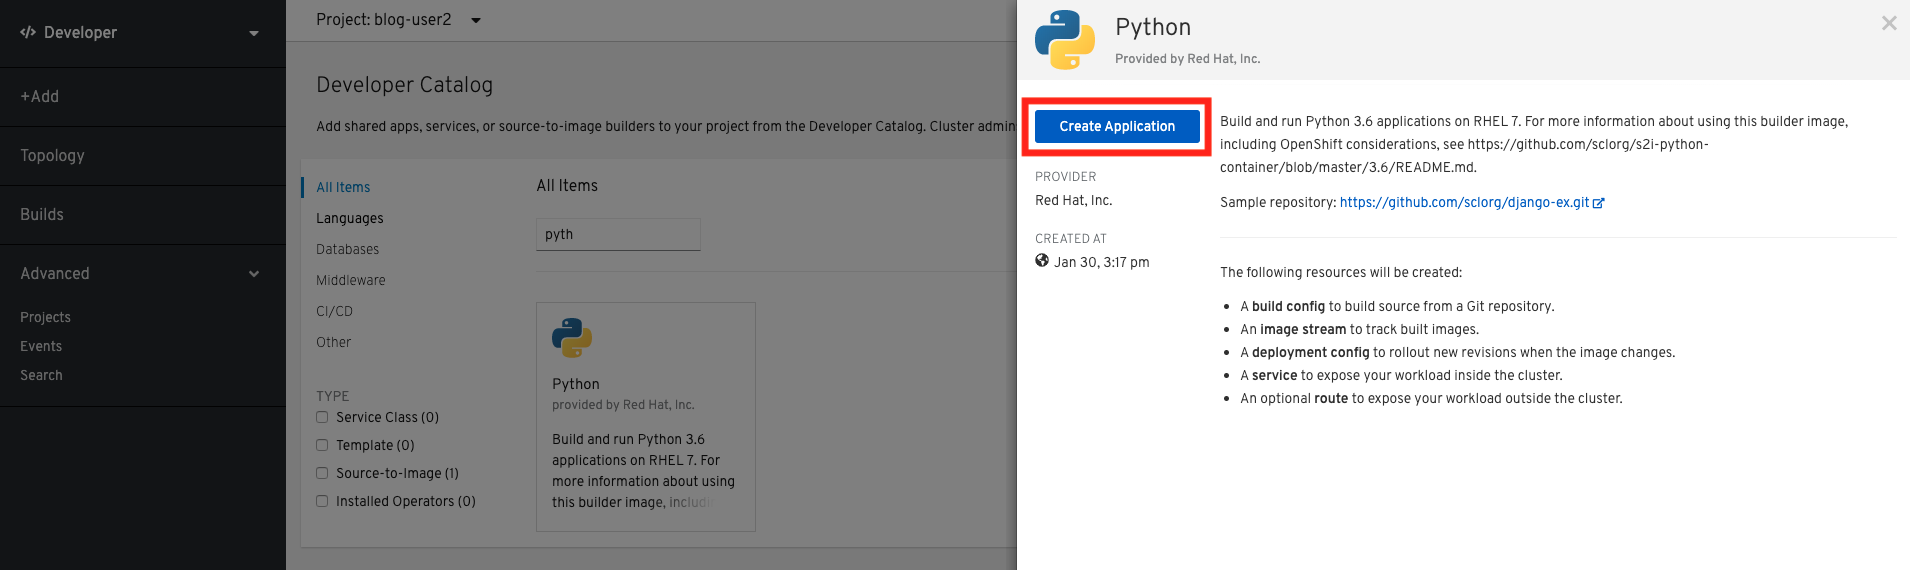 Developer
+Add
Topology
Builds
Advanced
Projects
Events
Search
Project: blog-user2
Developer Catalog
Add shared apps, services, or source-to-image builders to your project from the Developer Catalog. Cluster admin
All Items
Languages
Databases
Middleware
CI/CD
Other
TYPE
Service Class (0)
Template (0)
Source-to-Image (1)
Installed Operators (0)
All Items
pyth
Python
provided by Red Hat, Inc.
Build and run Python 3.6
applications on RHEL 7. For
more information about using
this builder image,
Python
Provided by Red Hat, Inc.
Create Application
PROVIDER
Red Hat, Inc.
CREATED AT
Jan 30, 3:17 pm
Build and run Python 3.6 applications on RHEL 7. For more information about using this builder image,
including OpenShift considerations, see https://github.com/sclorg/s2i-python-
container/blob/master/3.6/README.md.
Sample repository: https://github.com/sclorg/django-ex.git
The following resources will be created:
• A build config to build source from a Git repository.
• An image stream to track built images.
• A deployment config to rollout new revisions when the image changes.
• A service to expose your workload inside the cluster.
• An optional route to expose your workload outside the cluster.